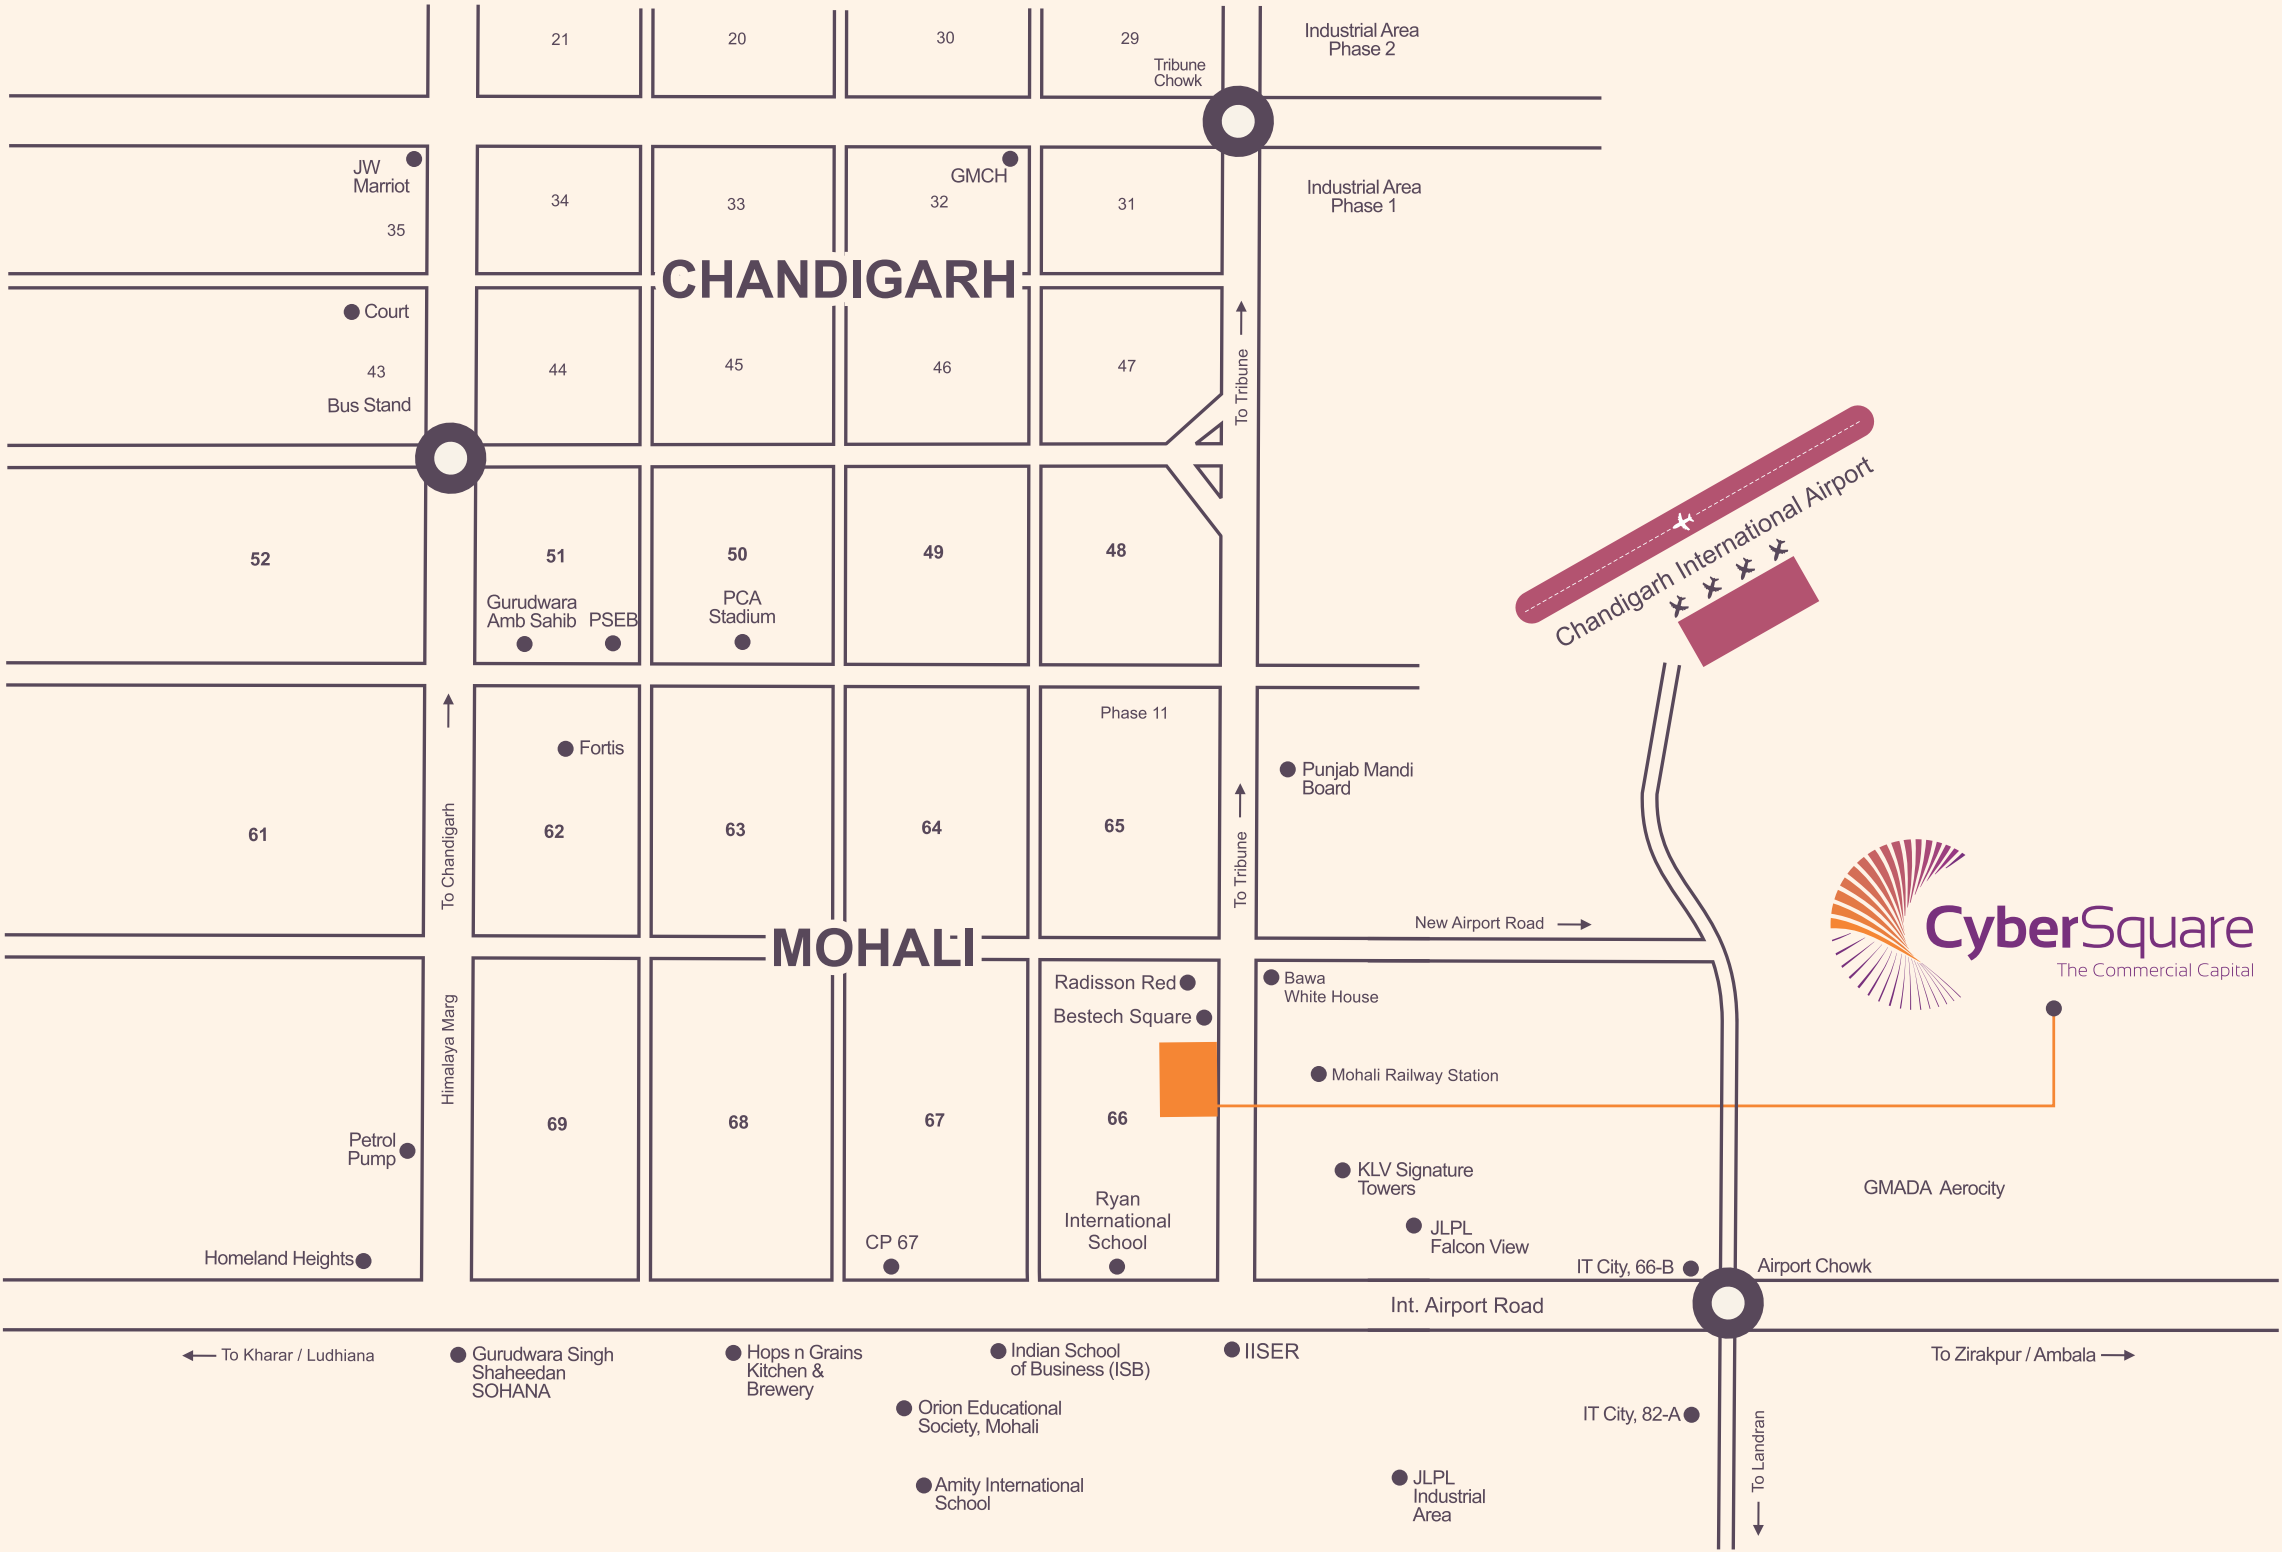 21
20
30
29
Tribune
Chowk
Industrial Area
Phase 2
JW
Marriot
35
34
33
GMCH
32
31
Industrial Area
Phase 1
CHANDIGARH
Court
43
Bus Stand
44
45
46
47
To Tribune
52
51
Gurudwara
Amb Sahib
PSEB
50
PCA
Stadium
49
48
Chandigarh International Airport
61
To Chandigarh
Fortis
62
63
64
Phase 11
65
To Tribune
Punjab Mandi
Board
New Airport Road
MOHALI
CyberSquare
The Commercial Capital
Himalaya Marg
Radisson Red
Bestech Square
Bawa
White House
Mohali Railway Station
69
68
67
66
Petrol
Pump
KLV Signature
Towers
GMADA Aerocity
Ryan
International
School
JLPL
Falcon View
CP 67
Homeland Heights
IT City, 66-B
Airport Chowk
Int. Airport Road
To Kharar / Ludhiana
Gurudwara Singh
Shaheedan
SOHANA
Hops n Grains
Kitchen &
Brewery
Indian School
of Business (ISB)
IISER
To Zirakpur / Ambala
Orion Educational
Society, Mohali
IT City, 82-A
To Landran
Amity International
School
JLPL
Industrial
Area